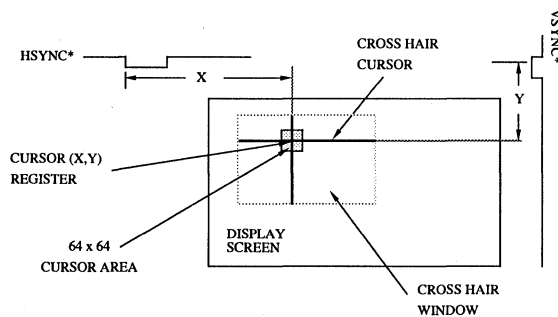 HSYNC*
VSYNC*
X
CROSS HAIR
CURSOR
Y
CURSOR (X,Y)
REGISTER
64 x 64
CURSOR AREA
DISPLAY
SCREEN
CROSS HAIR
WINDOW